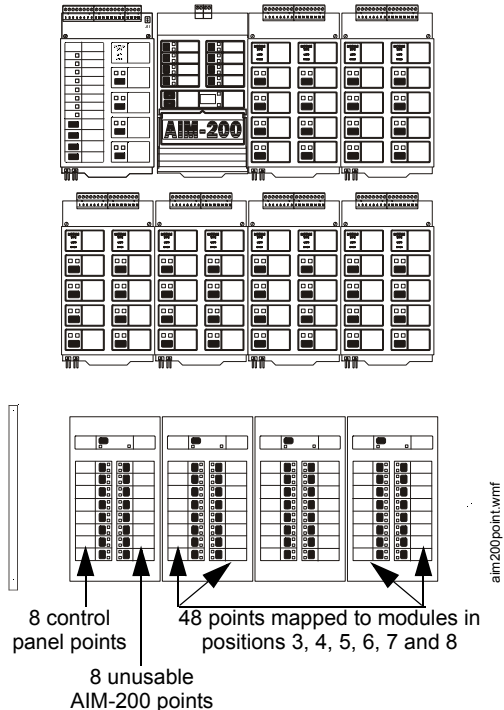 AIM-200
8 control
panel points
48 points mapped to modules in
positions 3, 4, 5, 6, 7 and 8
8 unusable
AIM-200 points
aim200point.wmf